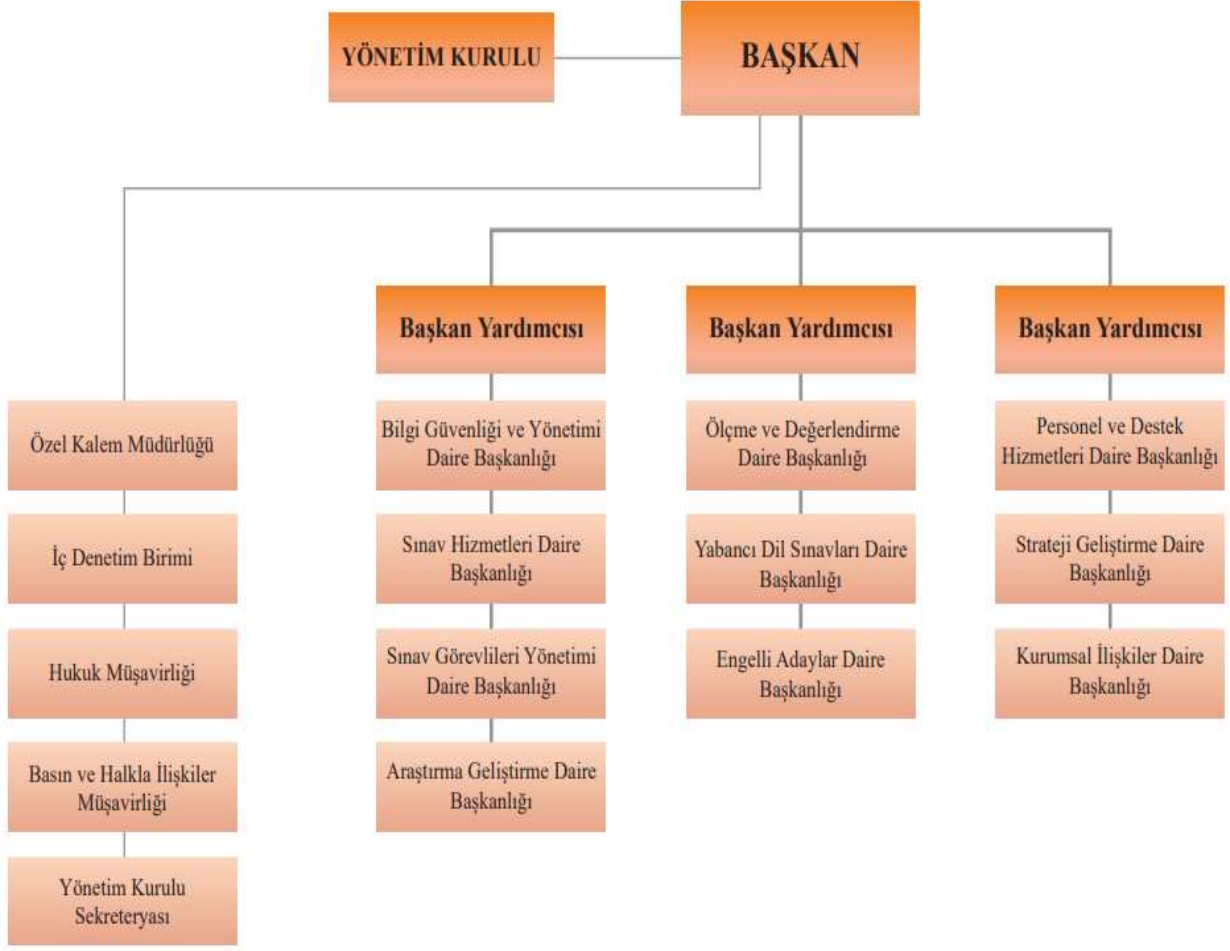 YÖNETİM KURULU
BAŞKAN
Özel Kalem Müdürlüğü
İç Denetim Birimi
Hukuk Müşavirliği
Basın ve Halkla İlişkiler
Müşavirliği
Yönetim Kurulu
Sekreteryası
Başkan Yardımcısı
Bilgi Güvenliği ve Yönetimi
Daire Başkanlığı
Sınav Hizmetleri Daire
Başkanlığı
Sınav Görevlileri Yönetimi
Daire Başkanlığı
Araştırma Geliştirme Daire
Başkanlığı
Başkan Yardımcısı
Ölçme ve Değerlendirme
Daire Başkanlığı
Yabancı Dil Sınavları Daire
Başkanlığı
Engelli Adaylar Daire
Başkanlığı
Başkan Yardımcısı
Personel ve Destek
Hizmetleri Daire Başkanlığı
Strateji Geliştirme Daire
Başkanlığı
Kurumsal İlişkiler Daire
Başkanlığı